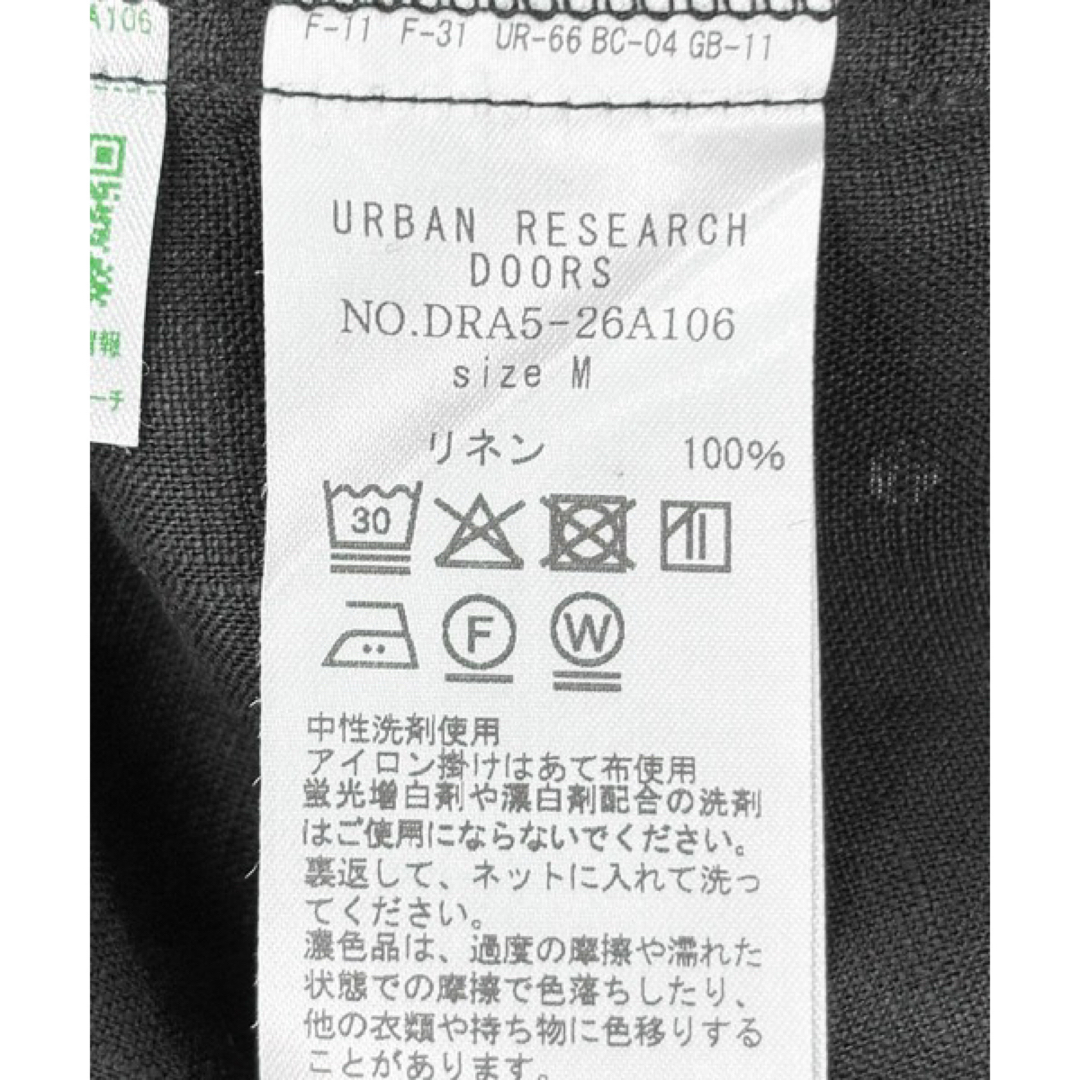 A106
情報
ーチ
F-11 F-31 UR-66 BC-04 GB-11
URBAN RESEARCH
DOORS
NO.DRA5-26A106
size M
リネン 100%
30
F W
中性洗剤使用
アイロン掛けはあて布使用
蛍光増白剤や漂白剤配合の洗剤
はご使用にならないでください。
裏返して、ネットに入れて洗っ
てください。
濃色品は、過度の摩擦や濡れた
状態での摩擦で色落ちしたり、
他の衣類や持ち物に色移りする
ことがあります。